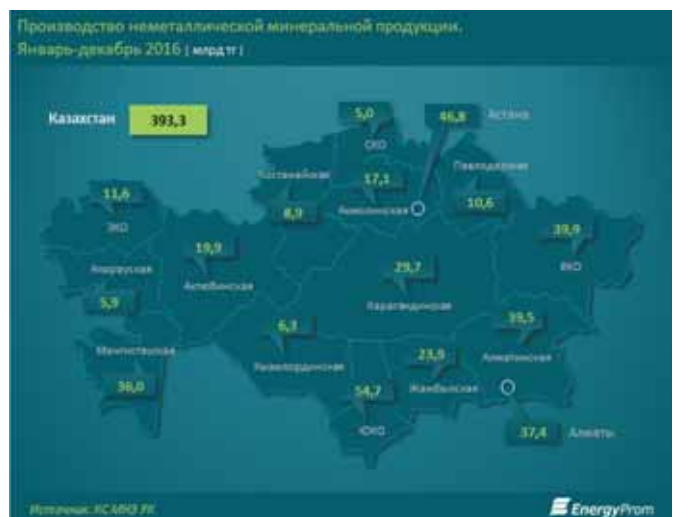 Производство неметаллической минеральной продукции.
Январь-декабрь 2016 ( млрд тг )
Казахстан
393,3
5,0
СКО
46,8
Астана
Костанайская
8,9
17,1
Акмолинская
Павлодарская
10,6
11,6
ЗКО
19,9
Актюбинская
39,9
ВКО
Атырауская
5,9
29,7
Карагандинская
Мангистауская
36,0
6,3
Кызылординская
23,9
Жамбылская
39,5
Алматинская
54,7
ЮКО
37,4
Алматы
Источник: КС МНЭ РК
EnergyProm